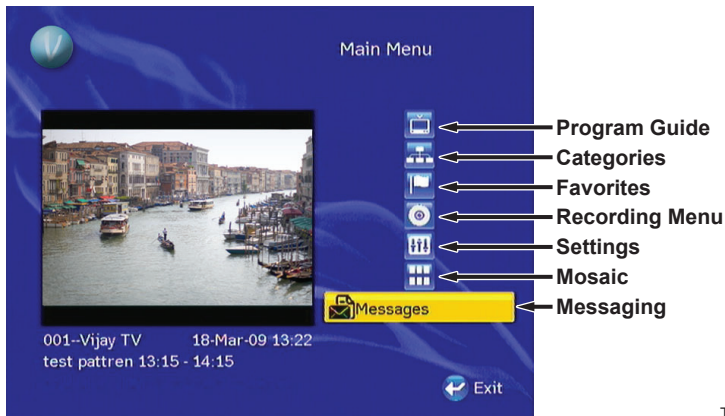 V
Main Menu
Program Guide
Categories
Favorites
Recording Menu
Settings
Mosaic
Messages
Messaging
001--Vijay TV 18-Mar-09 13:22
test pattren 13:15 - 14:15
Exit